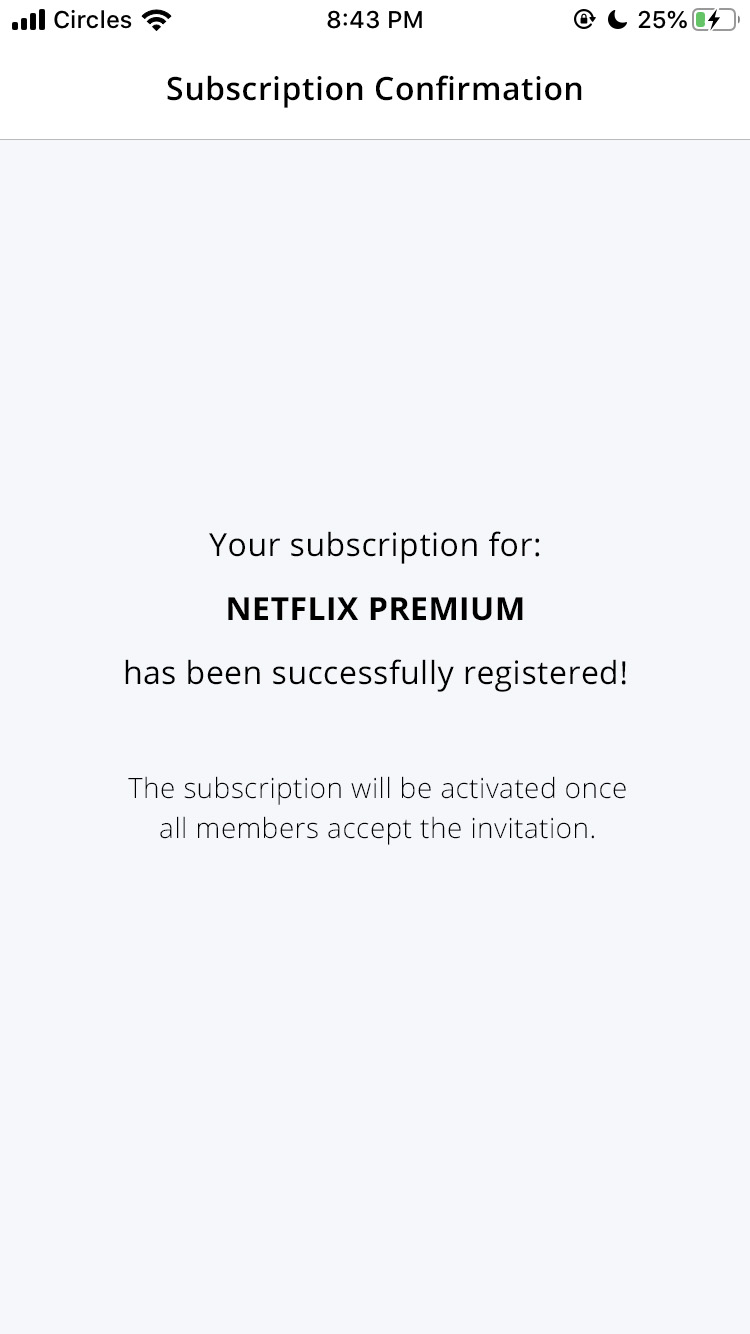 Circles 8:43 PM 25%
Subscription Confirmation
Your subscription for:
NETFLIX PREMIUM
has been successfully registered!
The subscription will be activated once
all members accept the invitation.